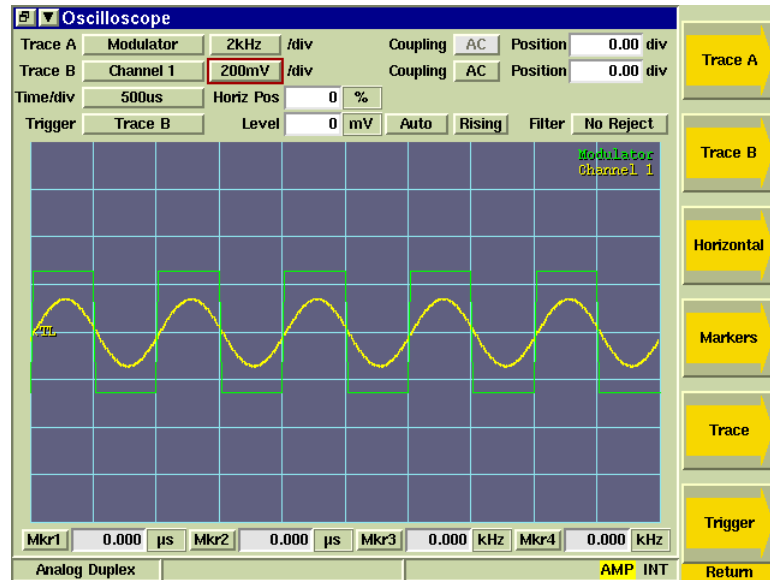 Oscilloscope
Trace A Modulator 2kHz /div Coupling AC Position 0.00 div
Trace B Channel 1 200mV /div Coupling AC Position 0.00 div
Time/div 500us Horiz Pos 0 %
Trigger Trace B Level 0 mV Auto Rising Filter No Reject
Modulator
Channel 1
TL
Mkr1 0.000 µs Mkr2 0.000 µs Mkr3 0.000 kHz Mkr4 0.000 kHz
Analog Duplex AMP INT
Trace A
Trace B
Horizontal
Markers
Trace
Trigger
Return